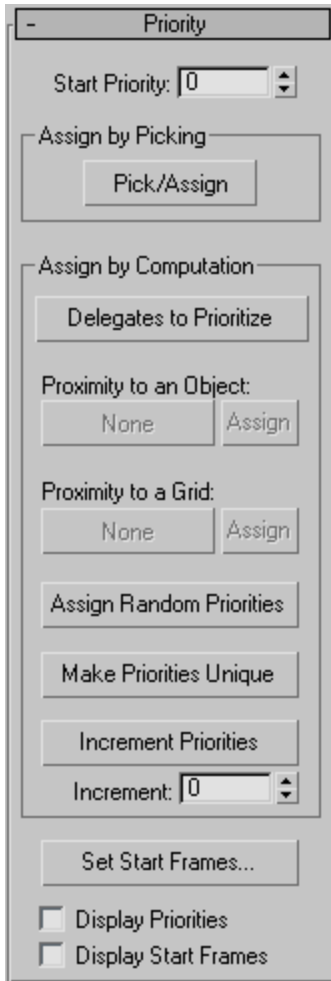 - Priority
Start Priority: 0
Assign by Picking
Pick/Assign
Assign by Computation
Delegates to Prioritize
Proximity to an Object:
None Assign
Proximity to a Grid:
None Assign
Assign Random Priorities
Make Priorities Unique
Increment Priorities
Increment: 0
Set Start Frames...
Display Priorities
Display Start Frames